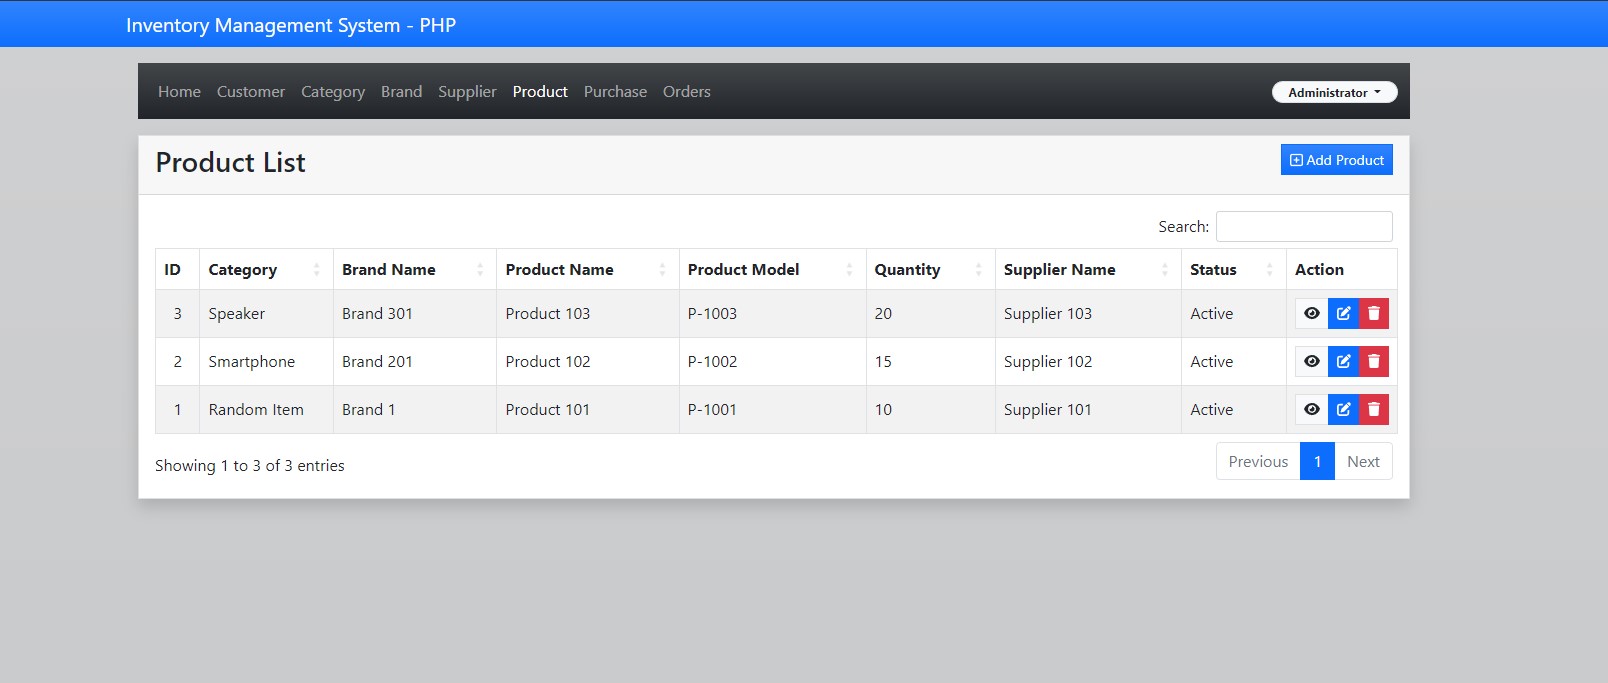 Inventory Management System - PHP
Home Customer Category Brand Supplier Product Purchase Orders Administrator
Product List Add Product
Search:
ID Category Brand Name Product Name Product Model Quantity Supplier Name Status Action
3 Speaker Brand 301 Product 103 P-1003 20 Supplier 103 Active
2 Smartphone Brand 201 Product 102 P-1002 15 Supplier 102 Active
1 Random Item Brand 1 Product 101 P-1001 10 Supplier 101 Active
Showing 1 to 3 of 3 entries Previous 1 Next